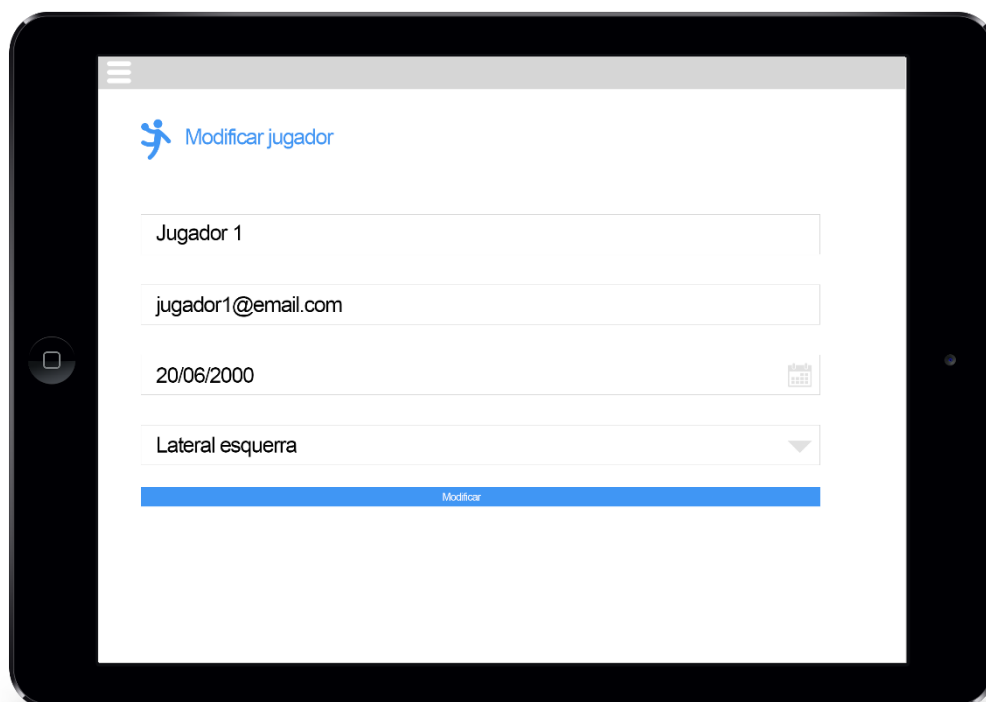 Modificar jugador
Jugador 1
jugador1@email.com
20/06/2000
Lateral esquerra
Modificar